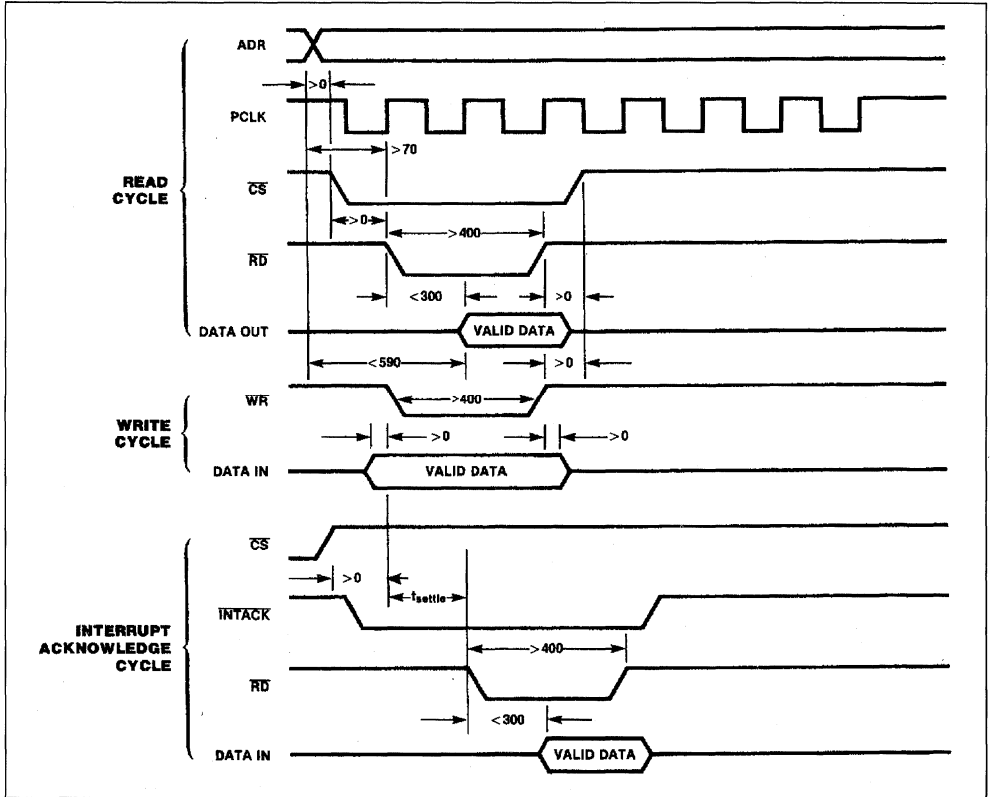 ADR
>0
PCLK
>70
READ
CYCLE
CS
>0
>400
RD
<300
>0
DATA OUT
VALID DATA
<590
>0
WR
>400
WRITE
CYCLE
>0
>0
DATA IN
VALID DATA
CS
>0
tsettle
INTACK
INTERRUPT
ACKNOWLEDGE
CYCLE
>400
RD
<300
DATA IN
VALID DATA